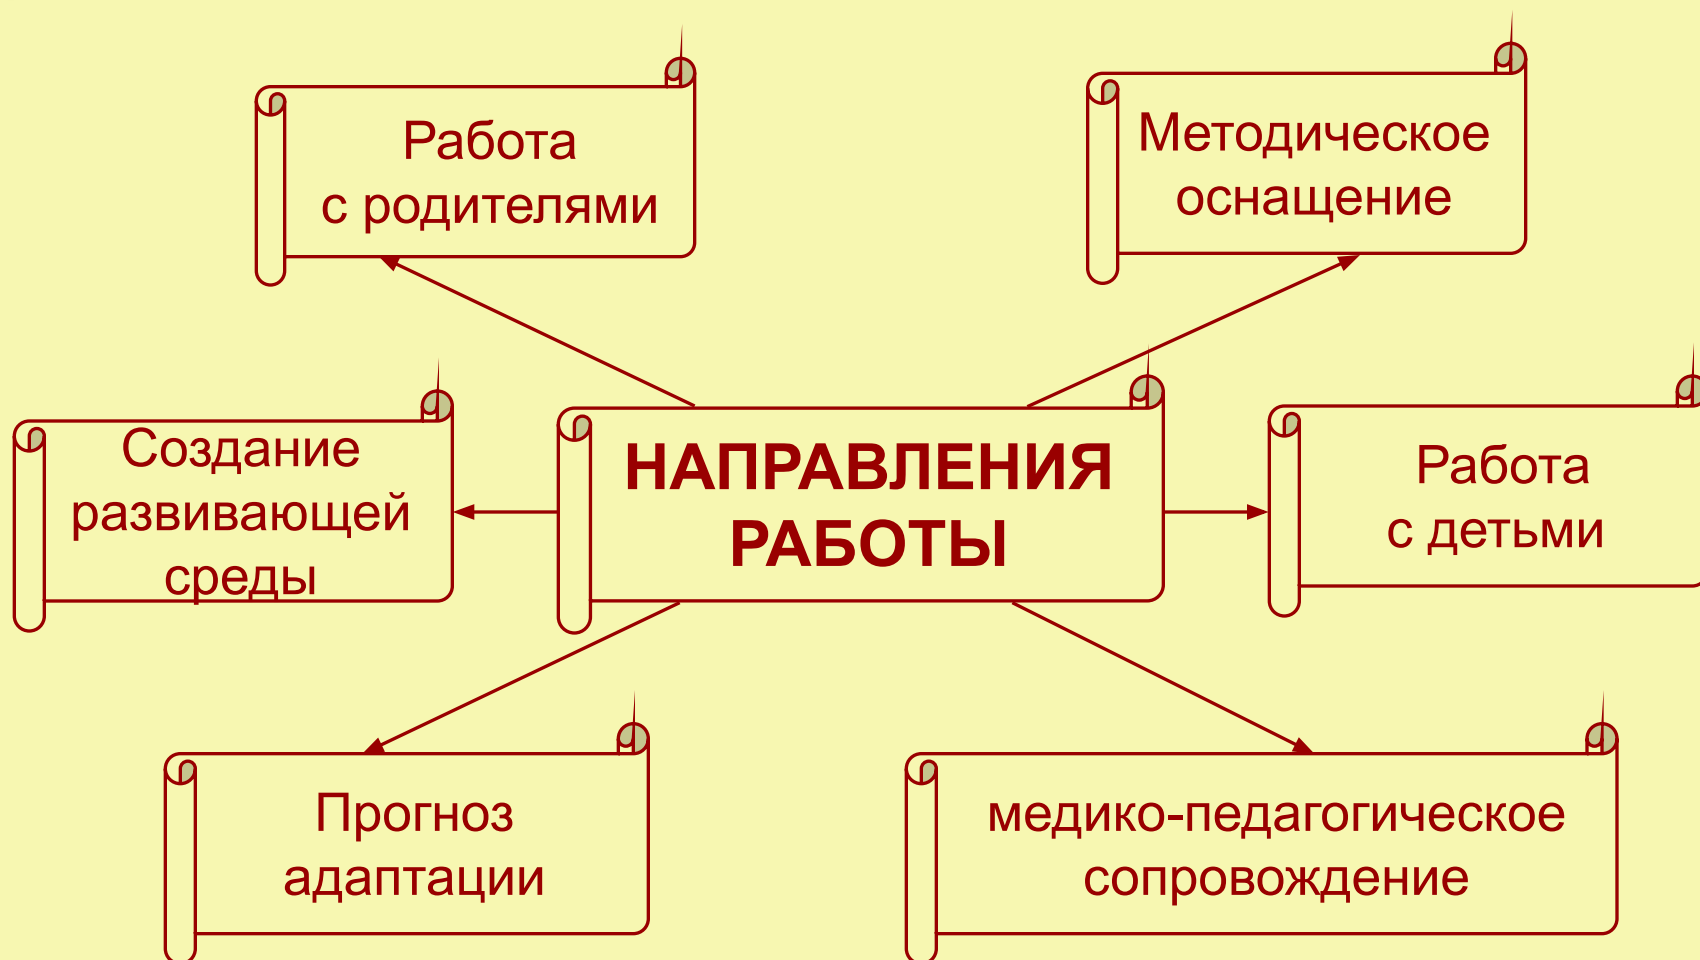 Работа
с родителями
Методическое
оснащение
Создание
развивающей
среды
НАПРАВЛЕНИЯ
РАБОТЫ
Работа
с детьми
Прогноз
адаптации
медико-педагогическое
сопровождение